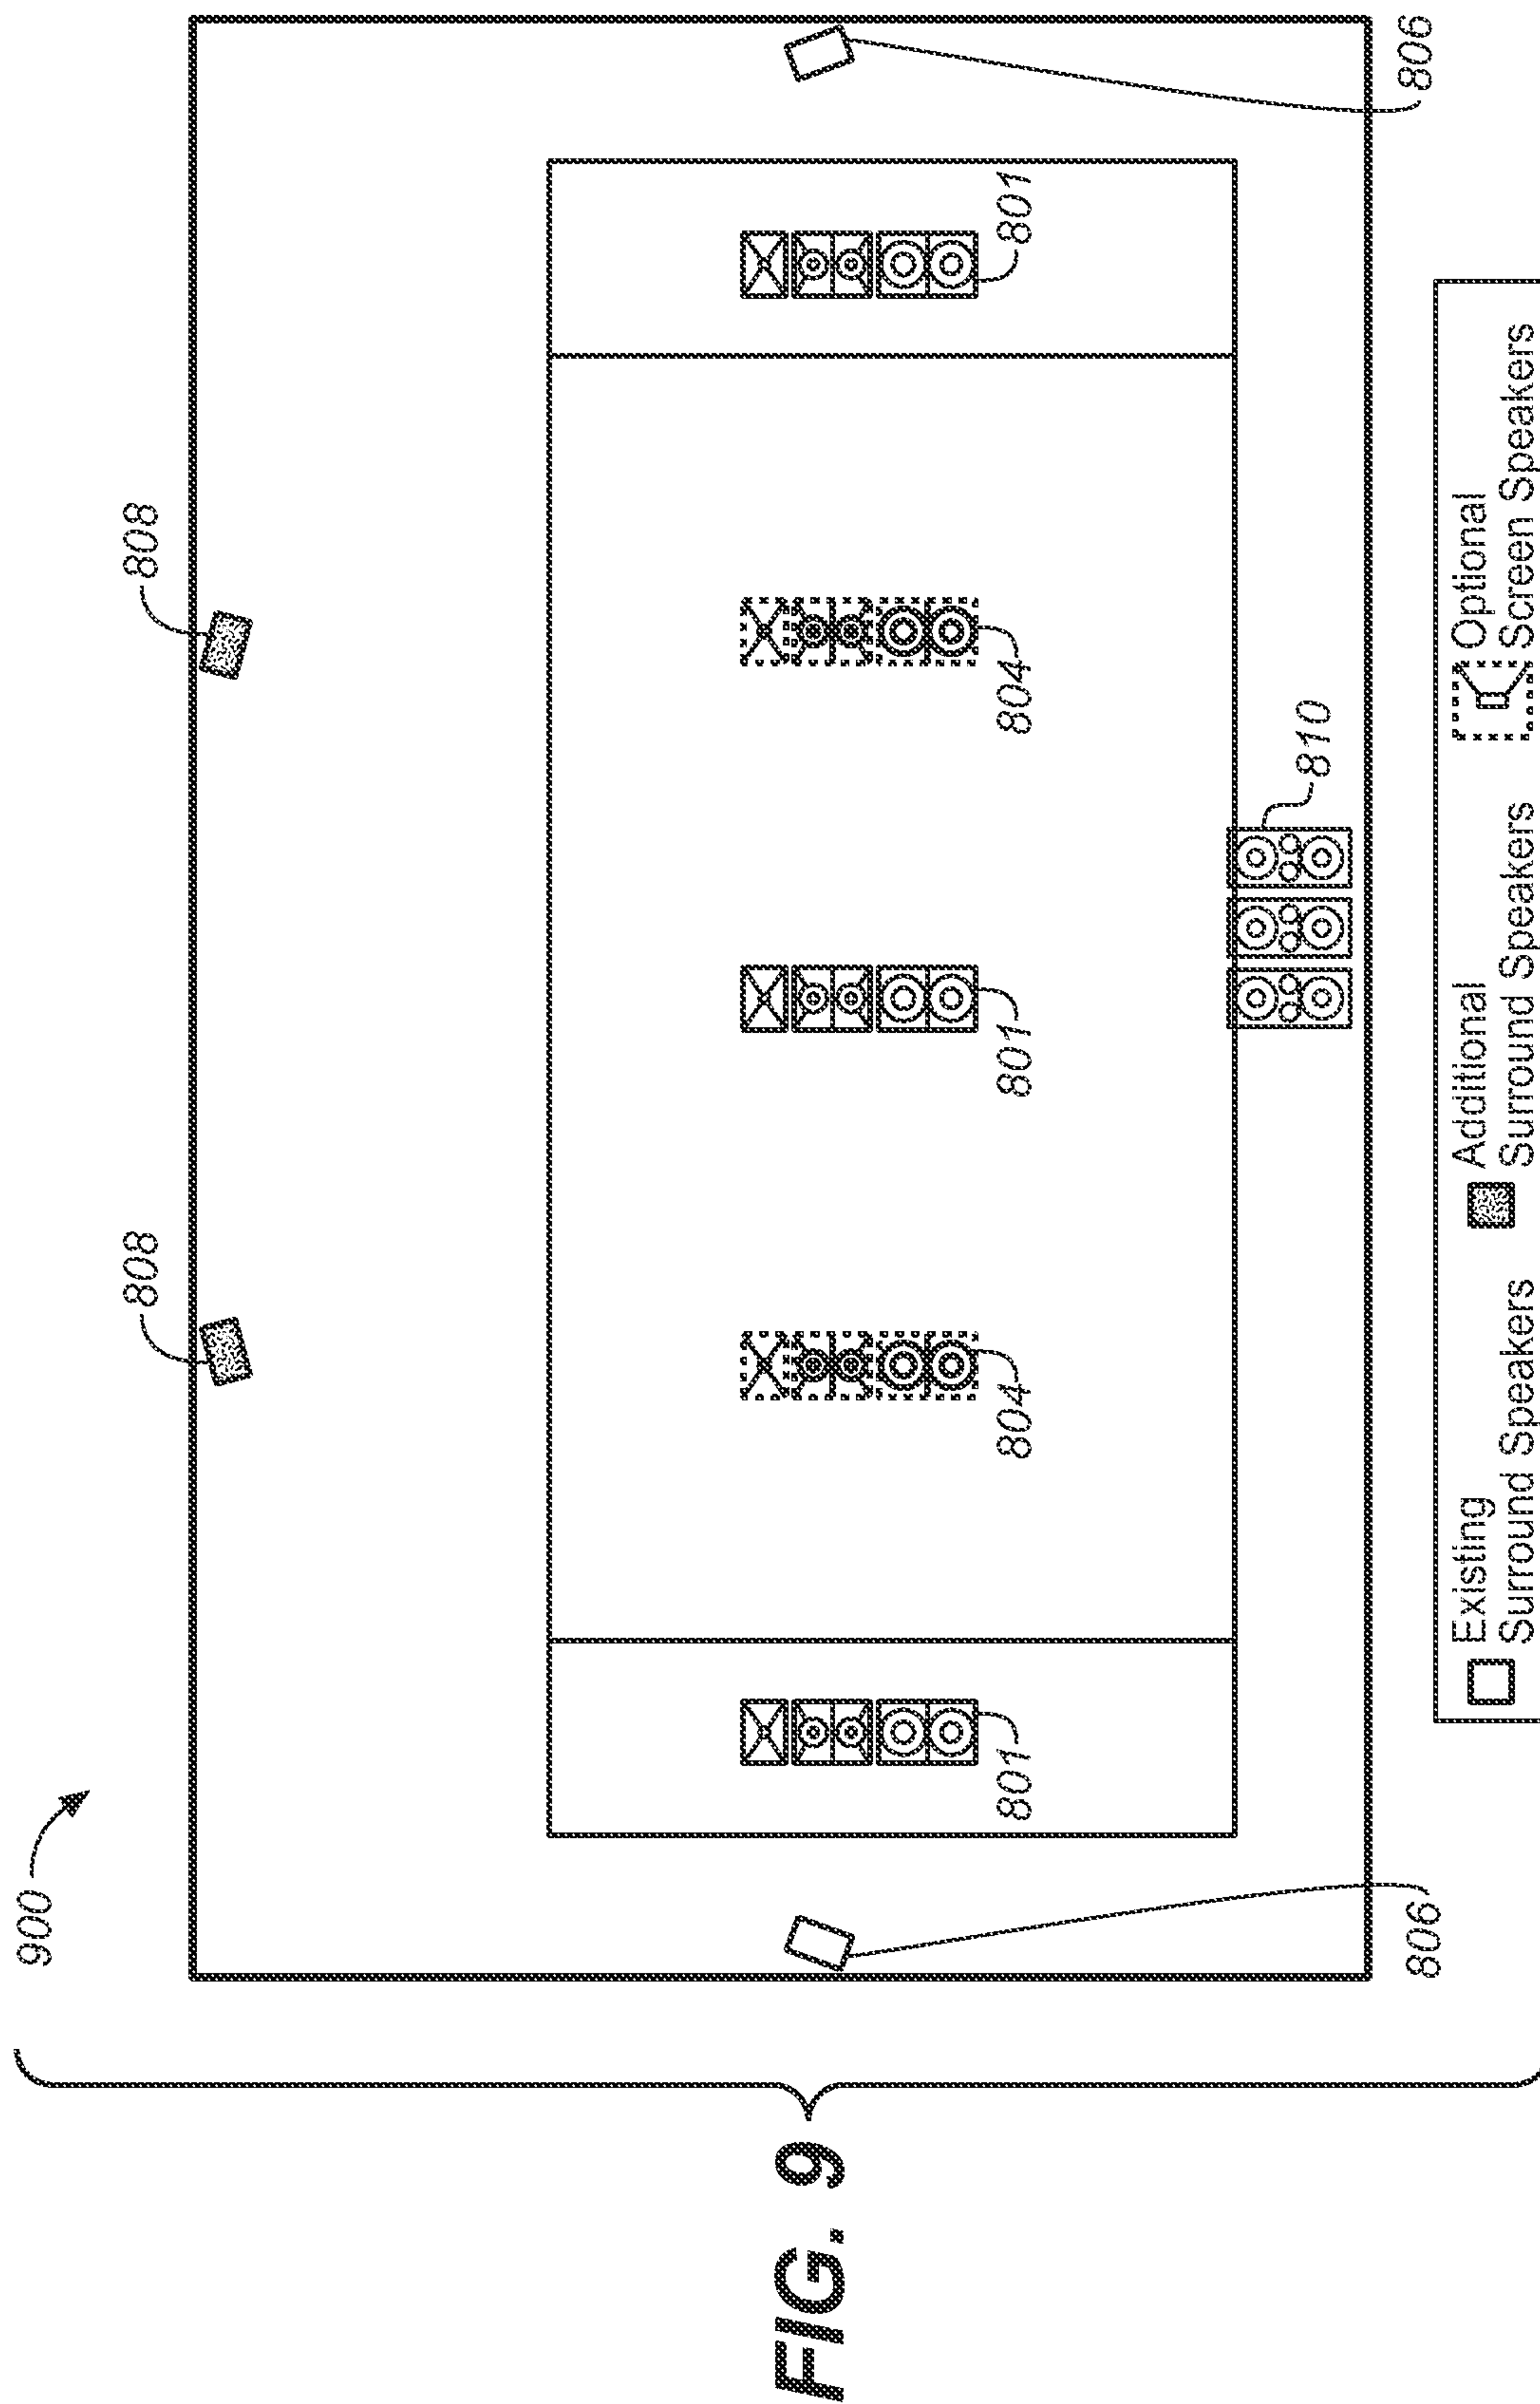 900
808
808
801
804
801
804
801
810
806
806
Existing
Surround Speakers
Additional
Surround Speakers
Optional
Screen Speakers
FIG. 9